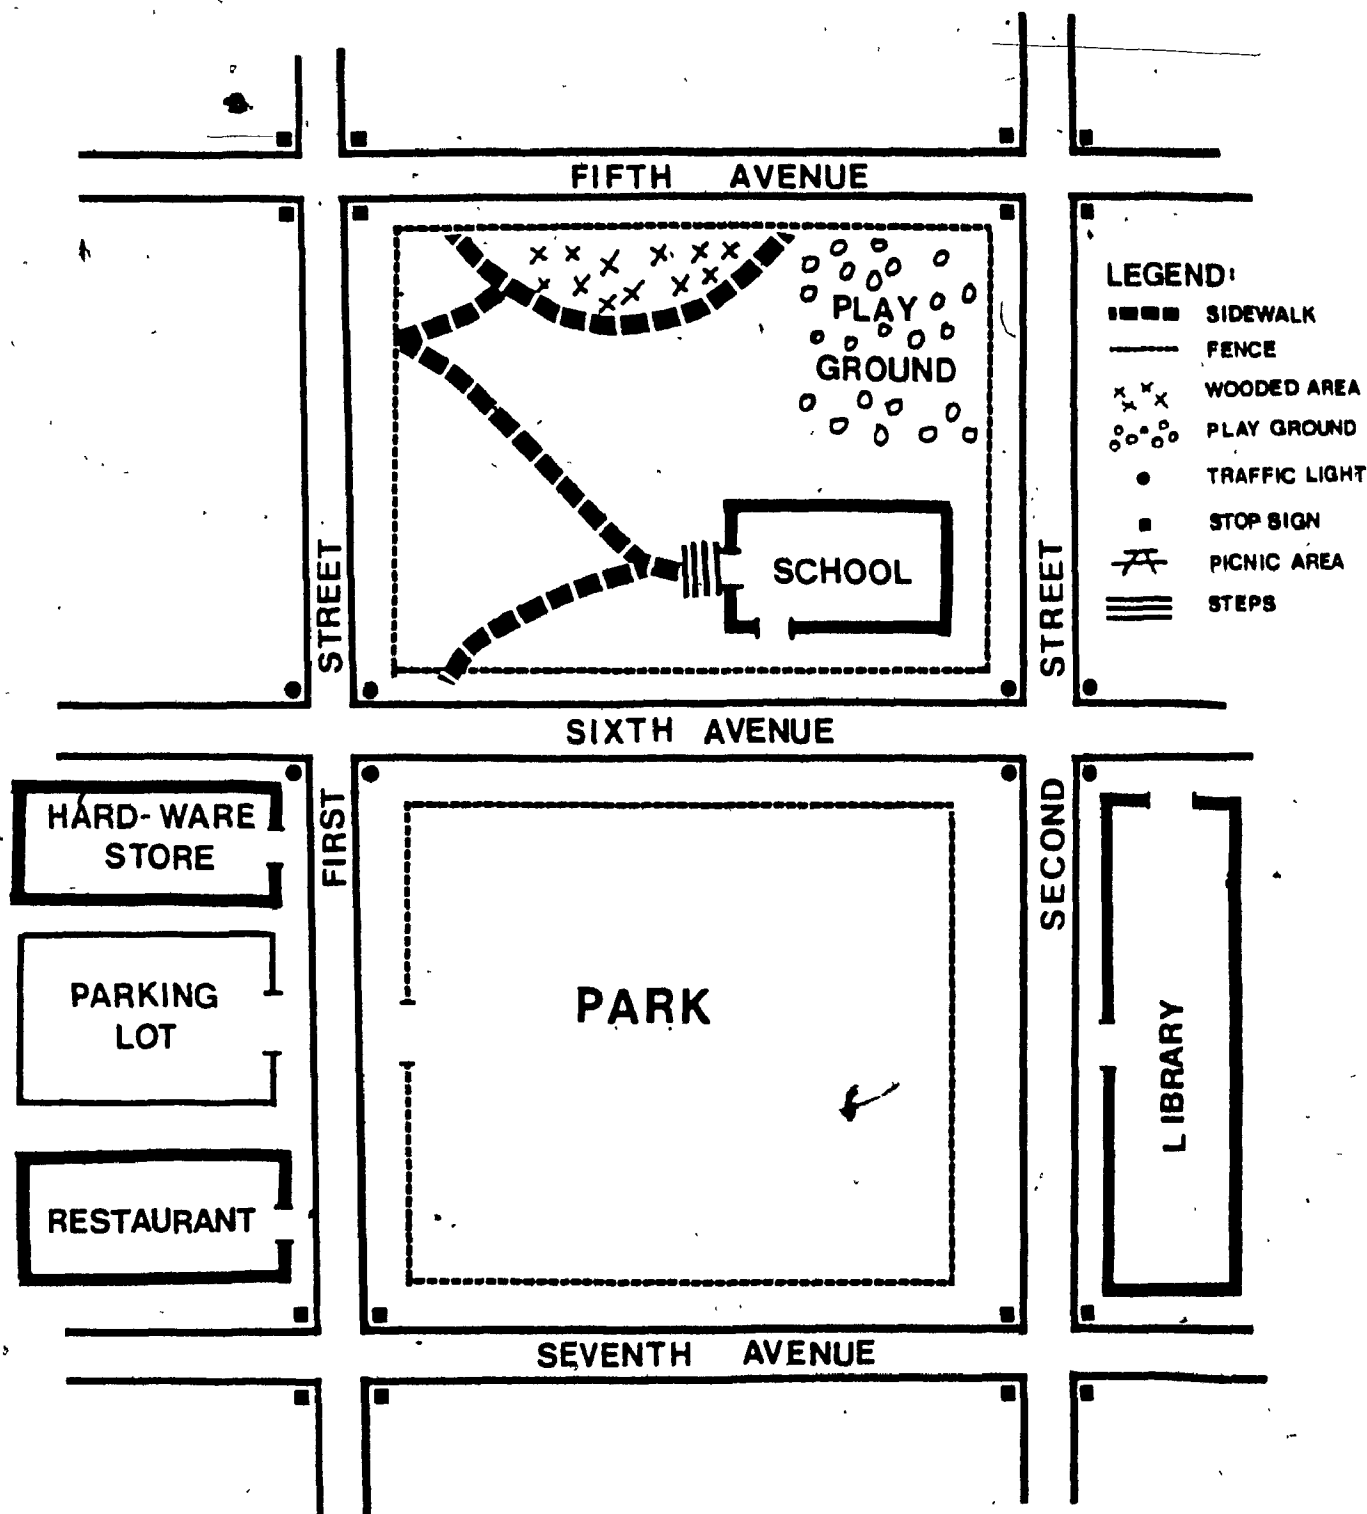 FIFTH AVENUE
PLAY
GROUND
LEGEND:
SIDEWALK
FENCE
WOODED AREA
PLAY GROUND
TRAFFIC LIGHT
STOP SIGN
PICNIC AREA
STEPS
SCHOOL
STREET
STREET
SIXTH AVENUE
HARD-WARE
STORE
FIRST
SECOND
PARKING
LOT
PARK
LIBRARY
RESTAURANT
SEVENTH AVENUE